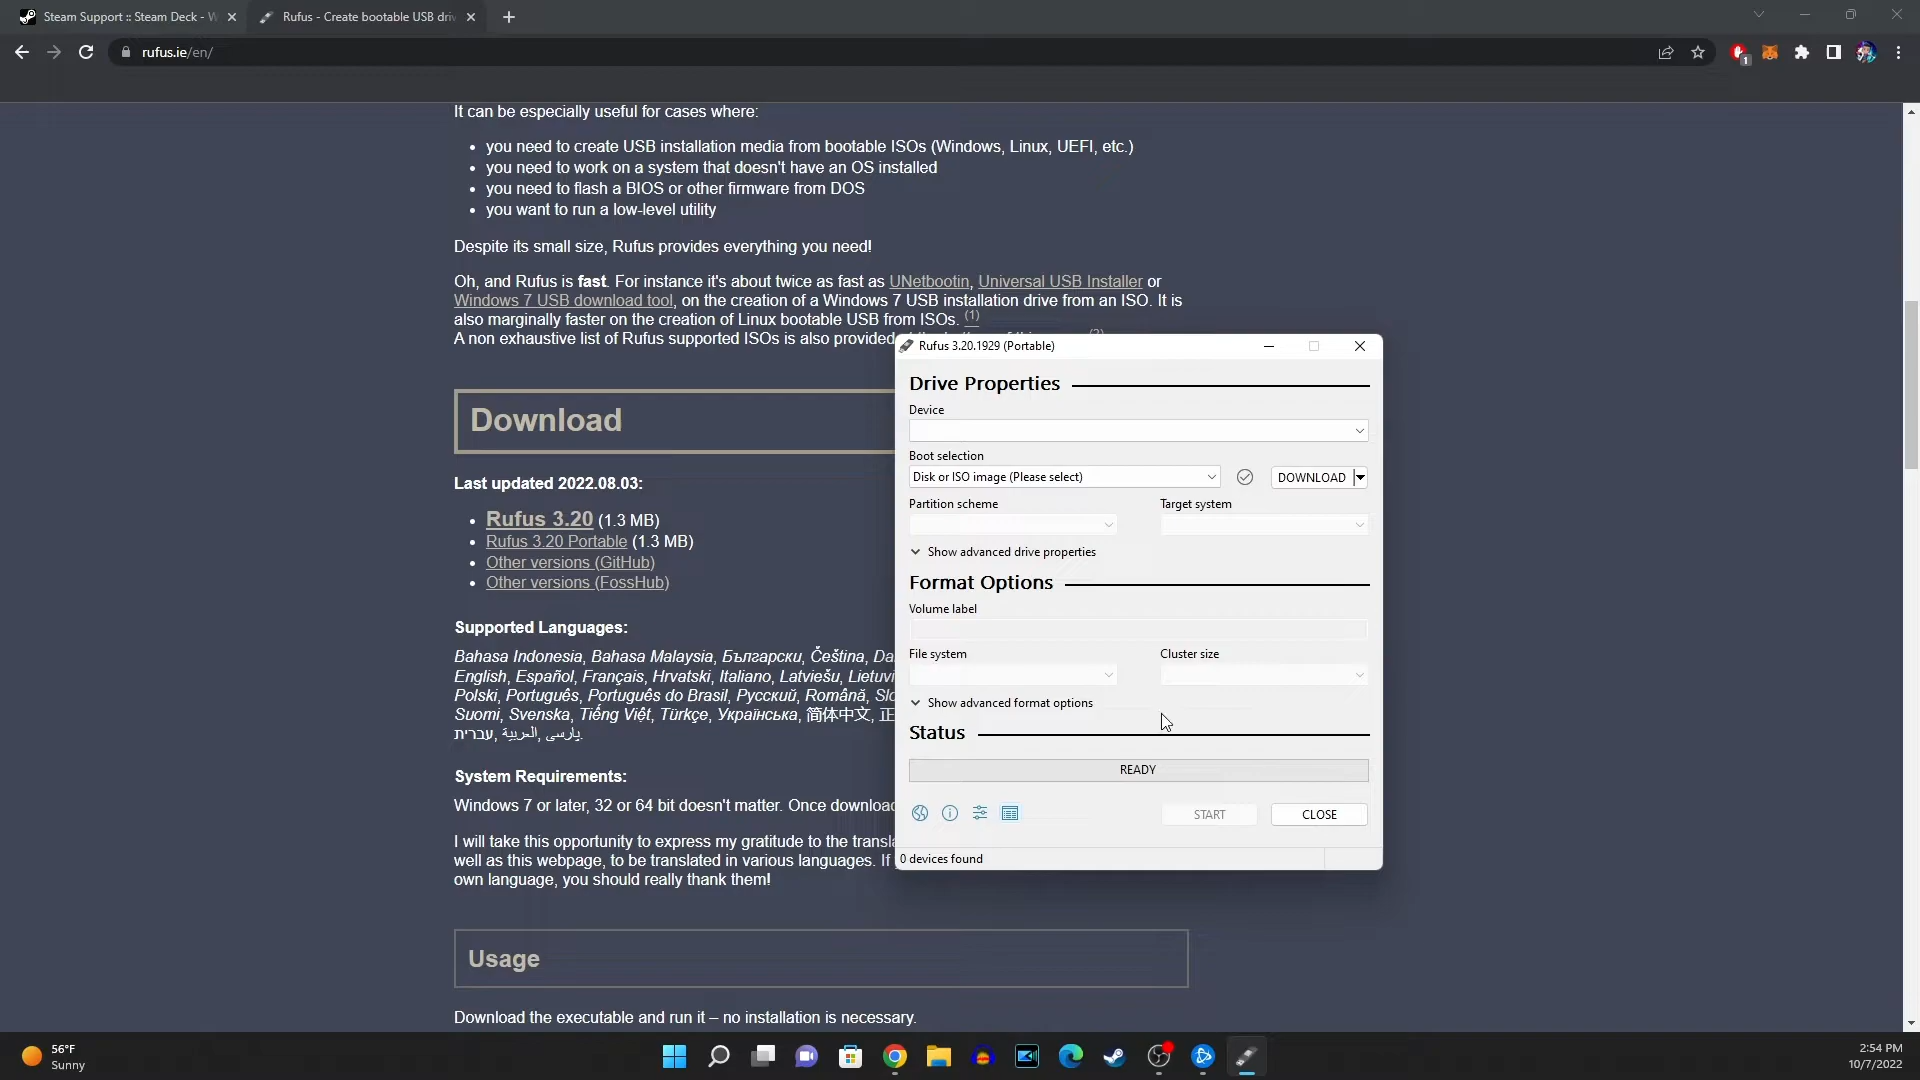 Steam Support :: Steam Deck - W
Rufus - Create bootable USB driv
rufus.ie/en/
1
It can be especially useful for cases where:
you need to create USB installation media from bootable ISOs (Windows, Linux, UEFI, etc.)
you need to work on a system that doesn't have an OS installed
you need to flash a BIOS or other firmware from DOS
you want to run a low-level utility
Despite its small size, Rufus provides everything you need!
Oh, and Rufus is fast. For instance it's about twice as fast as UNetbootin, Universal USB Installer or
Windows 7 USB download tool, on the creation of a Windows 7 USB installation drive from an ISO. It is
also marginally faster on the creation of Linux bootable USB from ISOs. (1)
A non exhaustive list of Rufus supported ISOs is also provided
Download
Last updated 2022.08.03:
Rufus 3.20 (1.3 MB)
Rufus 3.20 Portable (1.3 MB)
Other versions (GitHub)
Other versions (FossHub)
Supported Languages:
Bahasa Indonesia, Bahasa Malaysia, Български, Čeština, Da
English, Español, Français, Hrvatski, Italiano, Latviešu, Lietuvi
Polski, Português, Português do Brasil, Русский, Română, Slo
Suomi, Svenska, Tiếng Việt, Türkçe, Українська, 简体中文, 正
پارسی, العربية, עברית.
System Requirements:
Windows 7 or later, 32 or 64 bit doesn't matter. Once downloa
I will take this opportunity to express my gratitude to the transla
well as this webpage, to be translated in various languages. If
own language, you should really thank them!
Usage
Download the executable and run it – no installation is necessary.
Rufus 3.20.1929 (Portable)
Drive Properties
Device
Boot selection
Disk or ISO image (Please select)
DOWNLOAD
Partition scheme
Target system
Show advanced drive properties
Format Options
Volume label
File system
Cluster size
Show advanced format options
Status
READY
START
CLOSE
0 devices found
56°F
Sunny
2:54 PM
10/7/2022